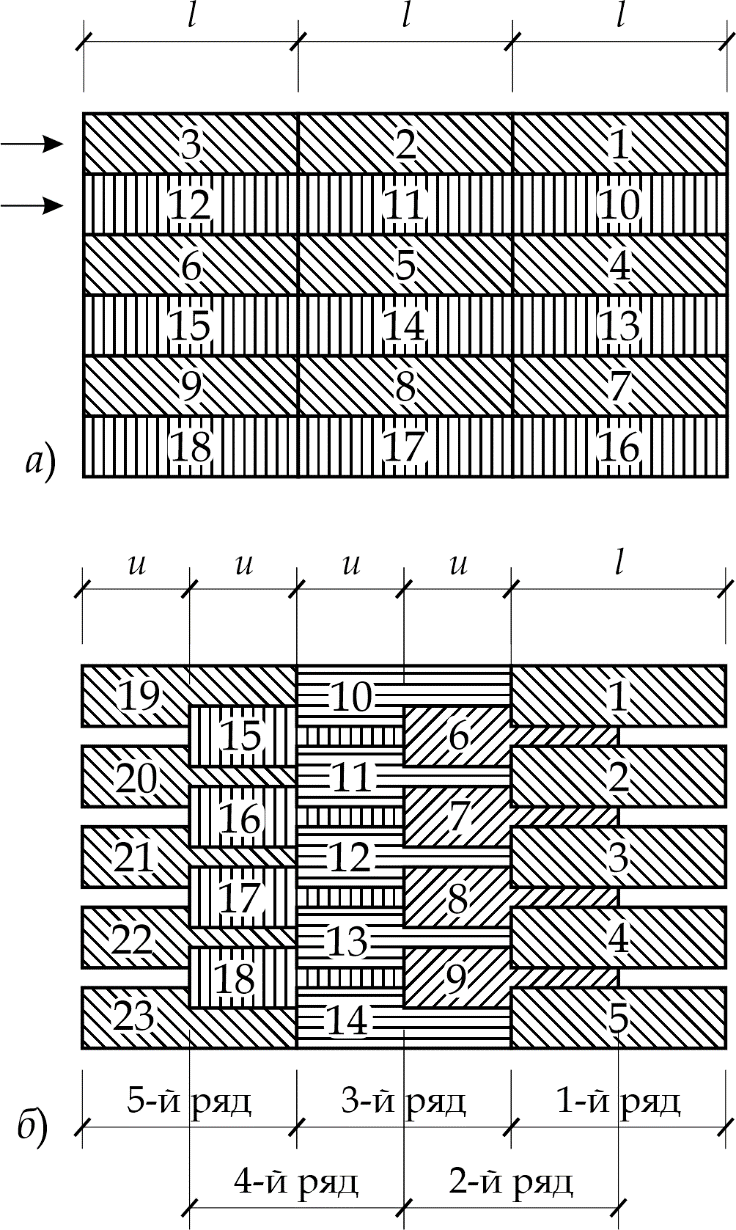 l l l
3 2 1
12 11 10
6 5 4
15 14 13
9 8 7
18 17 16
а)
u u u u l
19 10 1
15 6
20 11 2
16 7
21 12 3
17 8
22 13 4
18 9
23 14 5
5-й ряд 3-й ряд 1-й ряд
б)
4-й ряд 2-й ряд